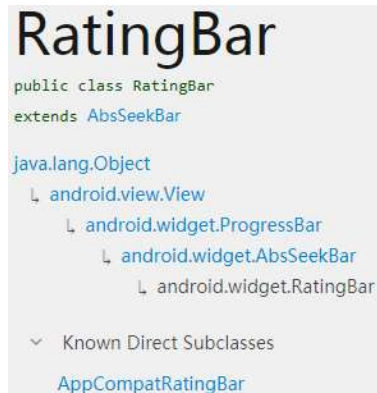 RatingBar
public class RatingBar
extends AbsSeekBar
java.lang.Object
↳ android.view.View
↳ android.widget.ProgressBar
↳ android.widget.AbsSeekBar
↳ android.widget.RatingBar
Known Direct Subclasses
AppCompatRatingBar